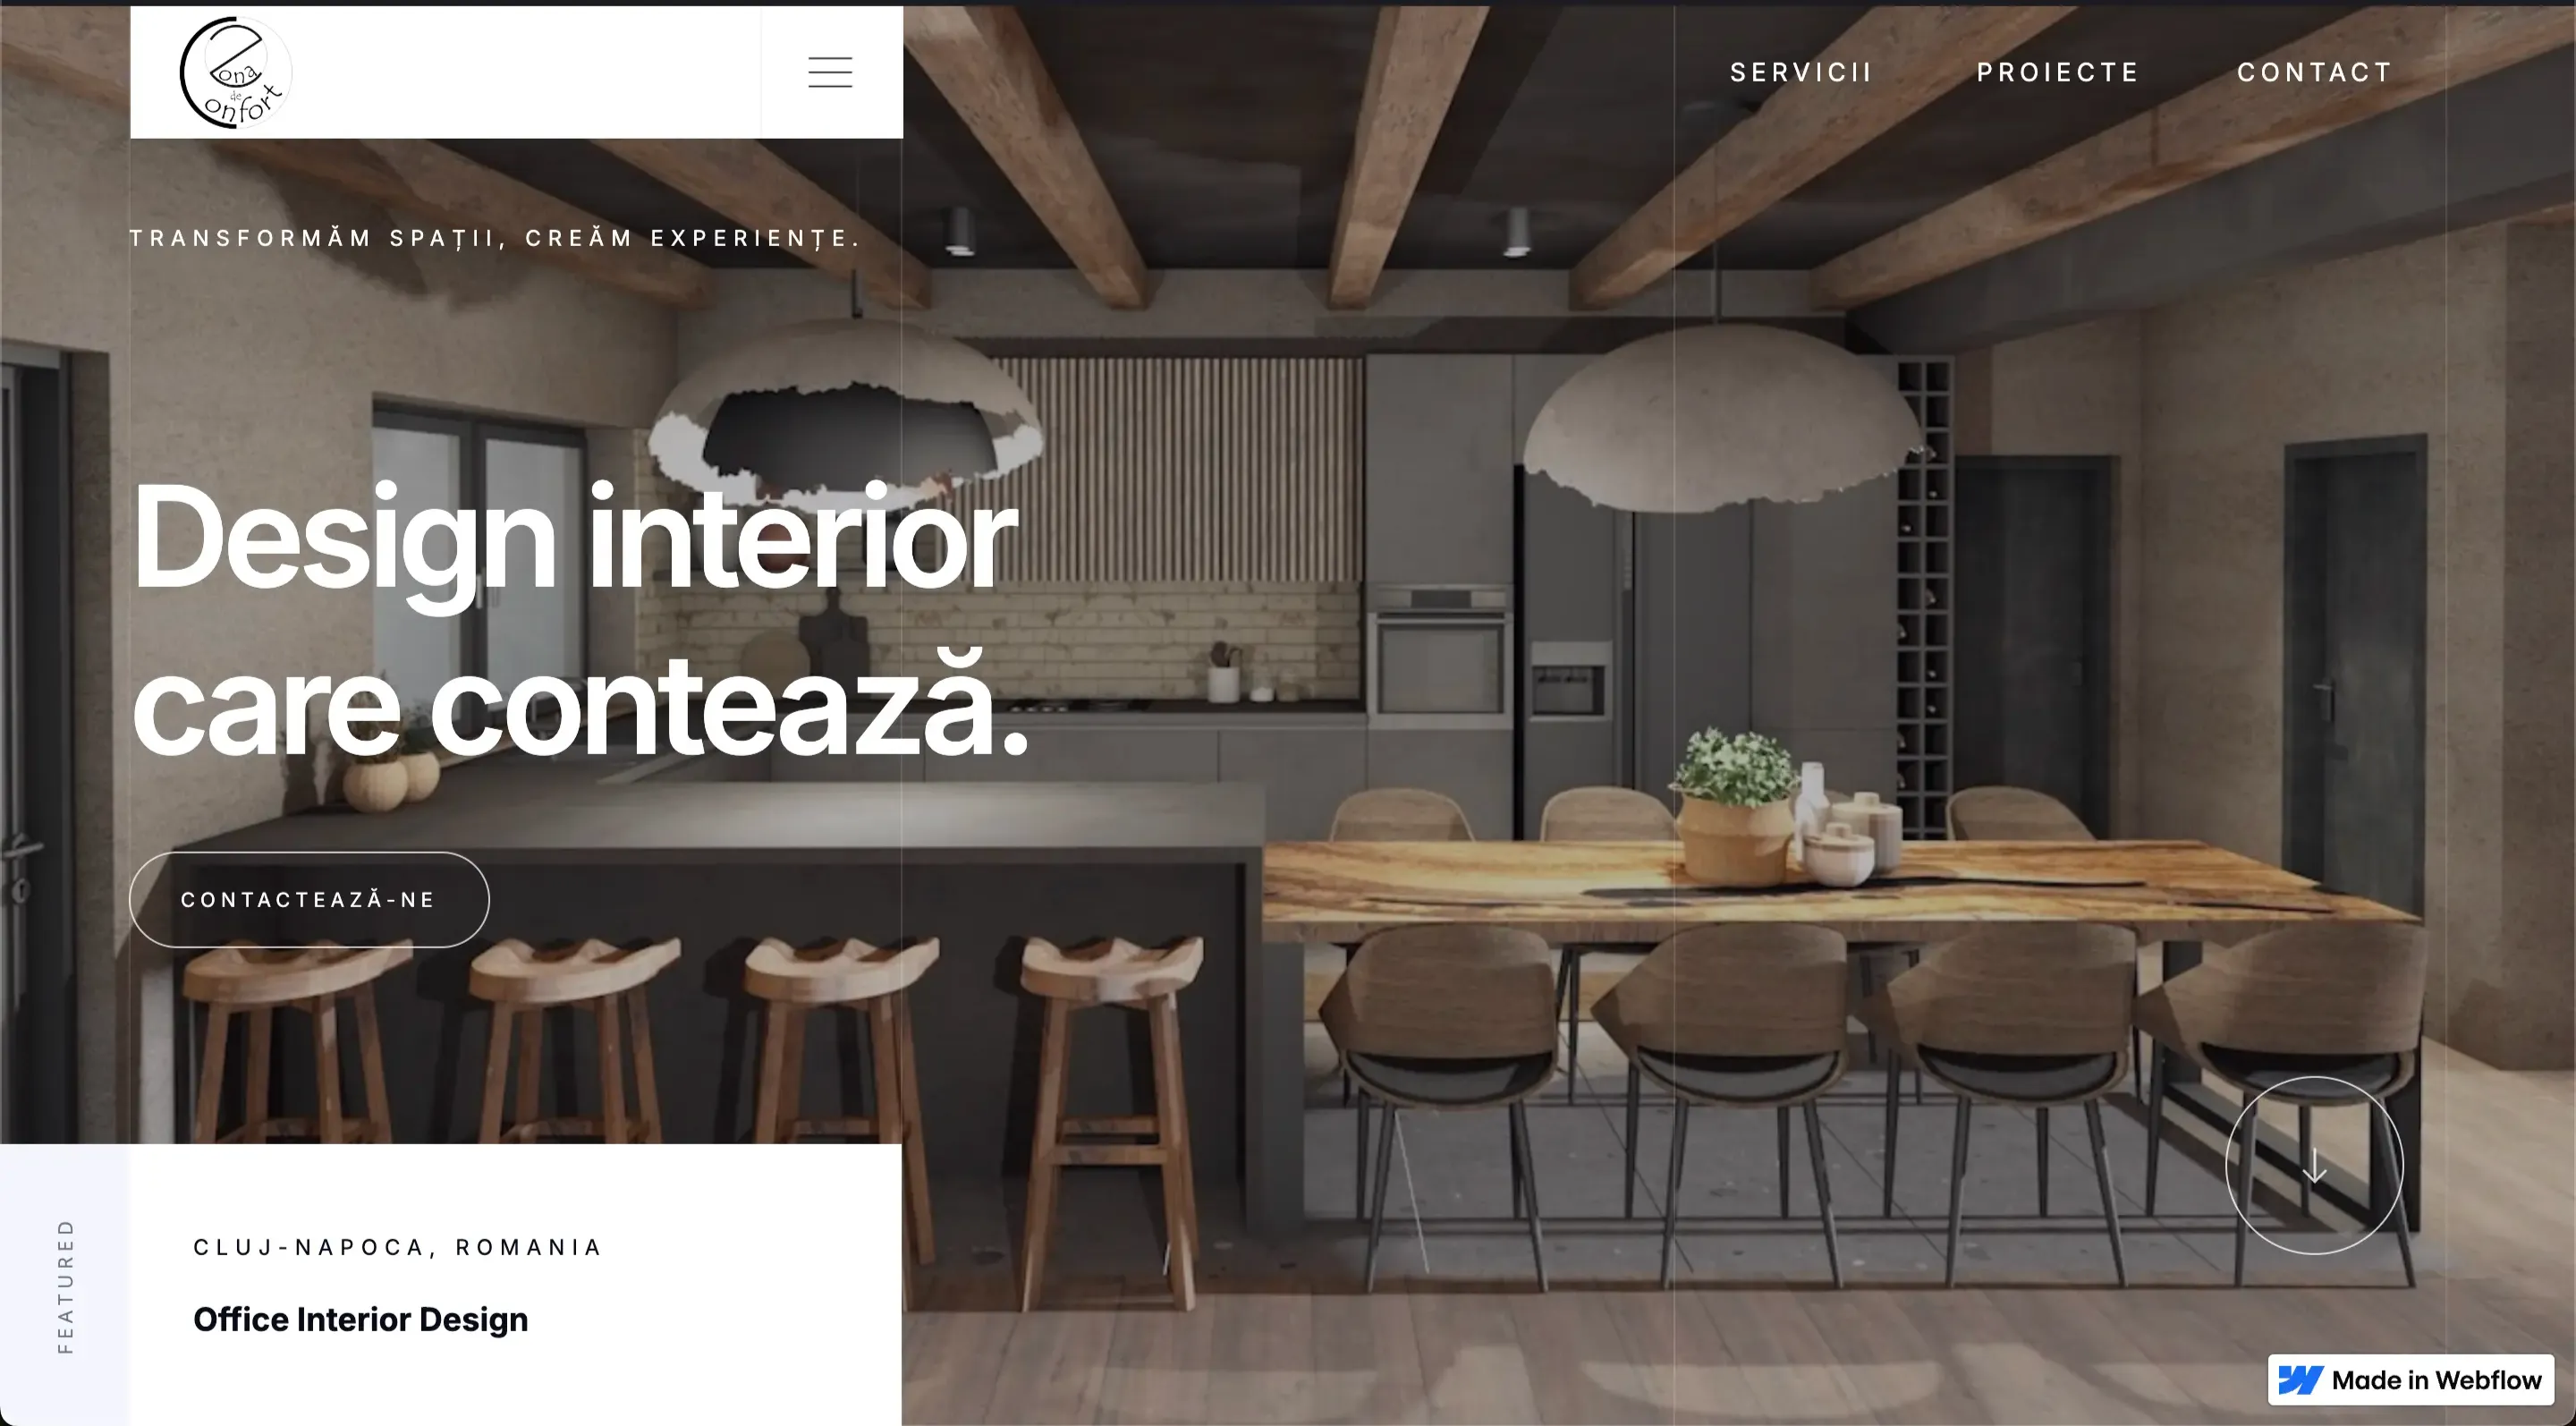 Zona
de
Confort
SERVICII
PROIECTE
CONTACT
TRANSFORMĂM SPAȚII, CREĂM EXPERIENȚE.
Design interior
care contează.
CONTACTEAZĂ-NE
FEATURED
CLUJ-NAPOCA, ROMANIA
Office Interior Design
Made in Webflow